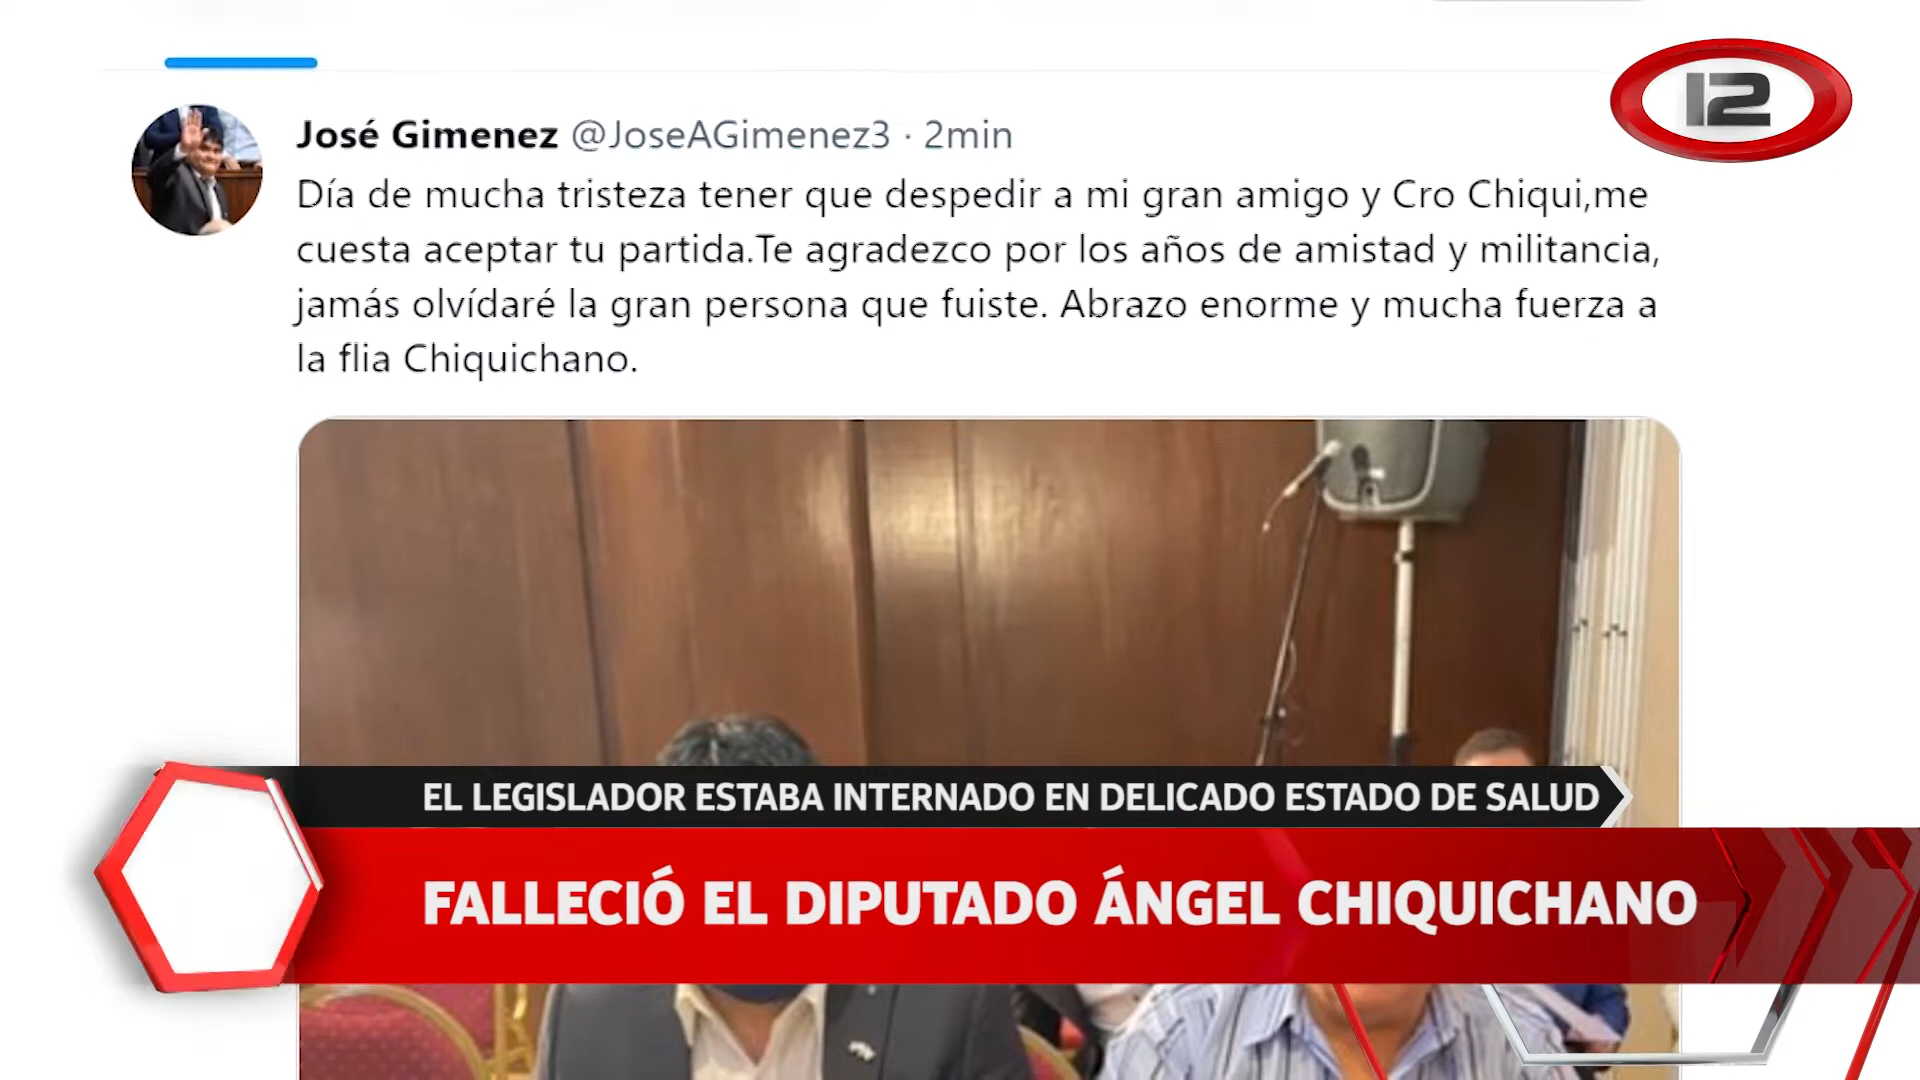 12
José Gimenez @JoseAGimenez3 · 2min
Día de mucha tristeza tener que despedir a mi gran amigo y Cro Chiqui,me
cuesta aceptar tu partida.Te agradezco por los años de amistad y militancia,
jamás olvídaré la gran persona que fuiste. Abrazo enorme y mucha fuerza a
la flia Chiquichano.
EL LEGISLADOR ESTABA INTERNADO EN DELICADO ESTADO DE SALUD
FALLECIÓ EL DIPUTADO ÁNGEL CHIQUICHANO